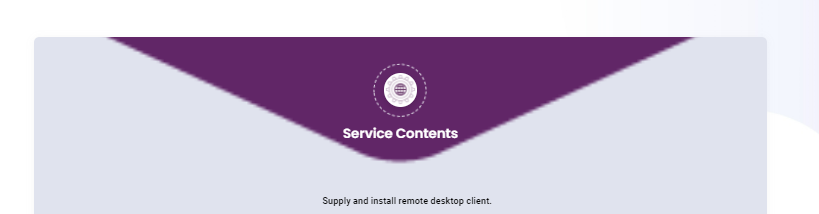 Service Contents
Supply and install remote desktop client.